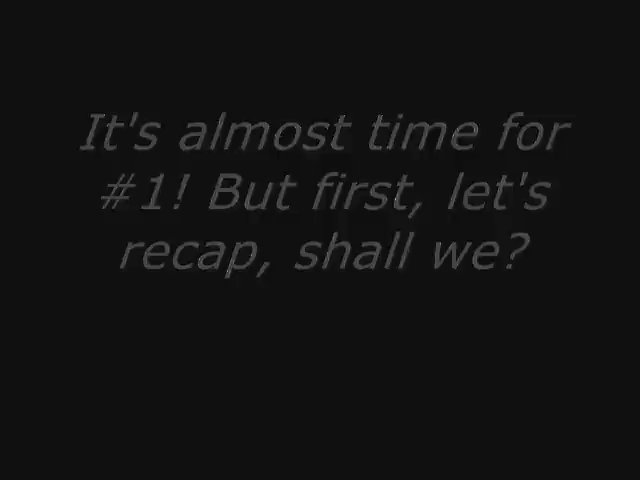 It's almost time for
#1! But first, let's
recap, shall we?